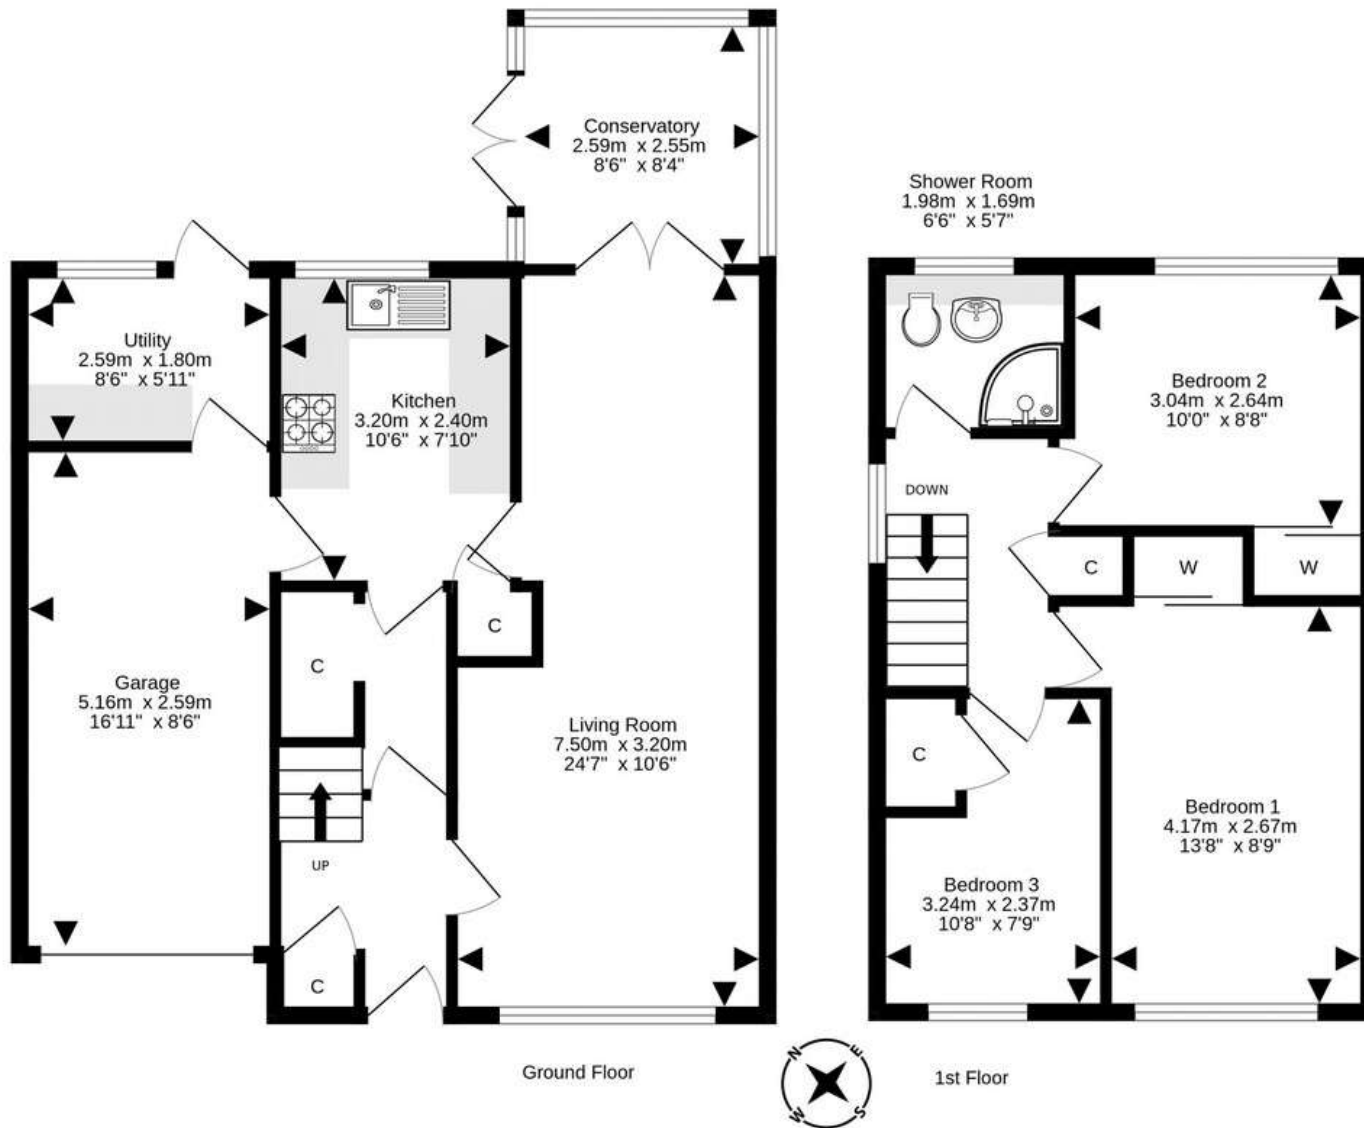 Conservatory
2.59m x 2.55m
8'6" x 8'4"
Shower Room
1.98m x 1.69m
6'6" x 5'7"
Utility
2.59m x 1.80m
8'6" x 5'11"
Kitchen
3.20m x 2.40m
10'6" x 7'10"
Bedroom 2
3.04m x 2.64m
10'0" x 8'8"
DOWN
C
W
W
C
C
Garage
5.16m x 2.59m
16'11" x 8'6"
Living Room
7.50m x 3.20m
24'7" x 10'6"
C
Bedroom 1
4.17m x 2.67m
13'8" x 8'9"
UP
Bedroom 3
3.24m x 2.37m
10'8" x 7'9"
C
Ground Floor
N
E
W
S
1st Floor